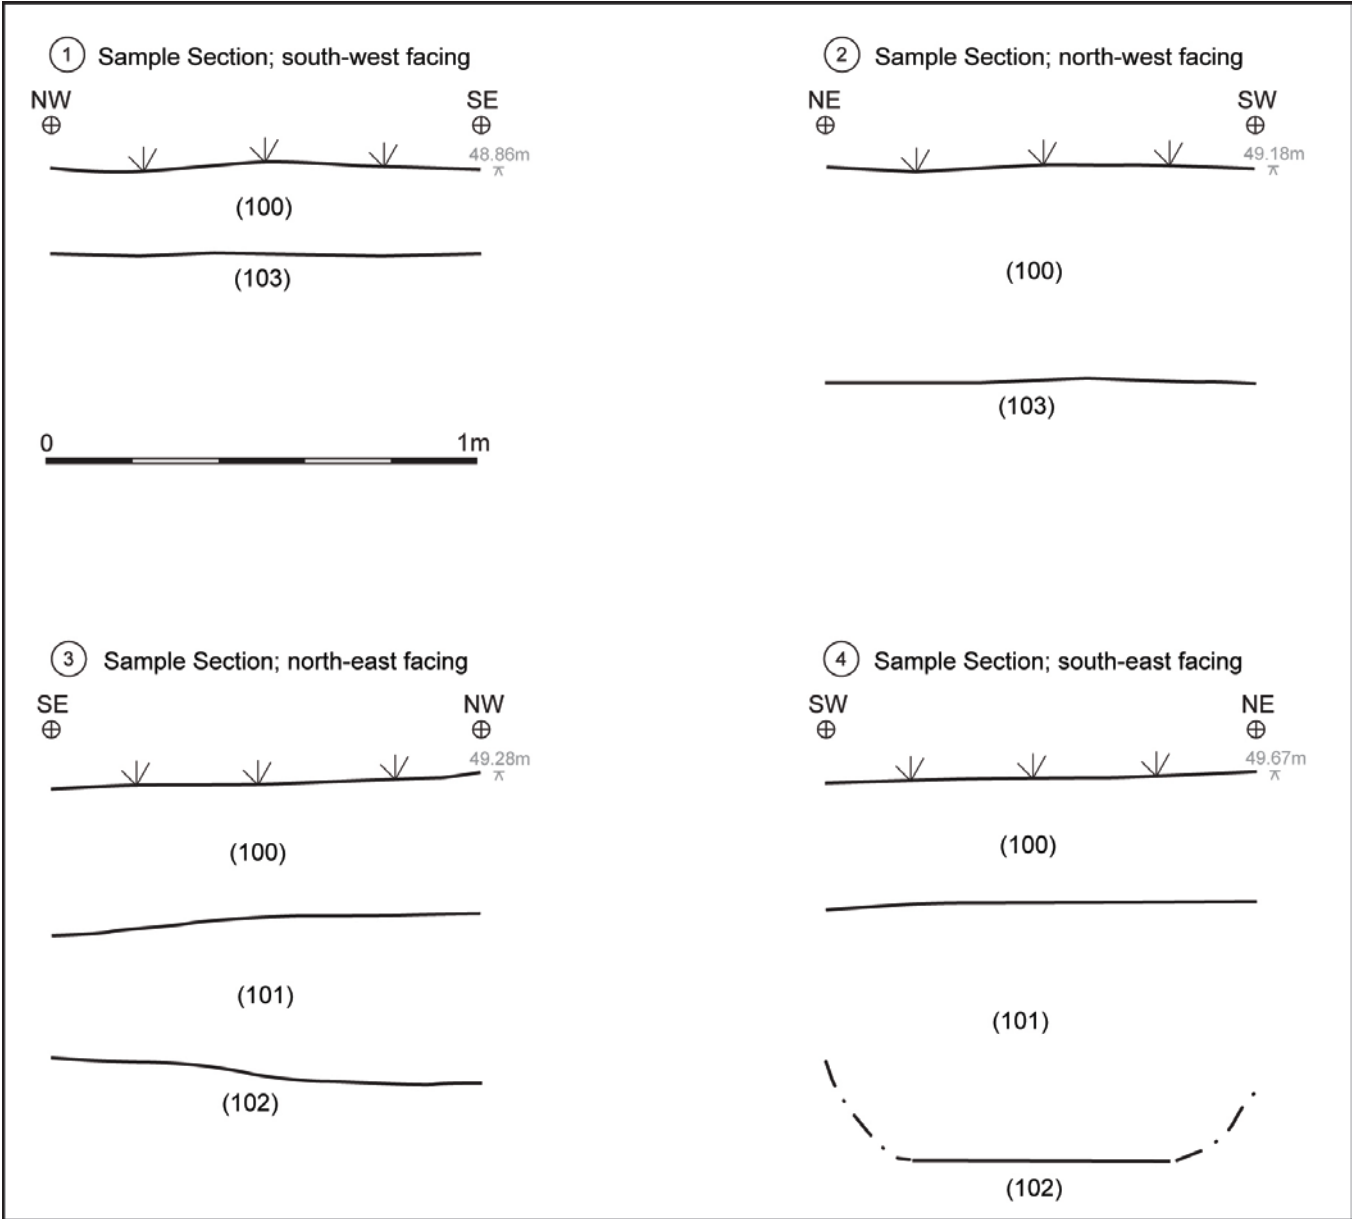 1 Sample Section; south-west facing
NW SE
48.86m
(100)
(103)
0 1m
2 Sample Section; north-west facing
NE SW
49.18m
(100)
(103)
3 Sample Section; north-east facing
SE NW
49.28m
(100)
(101)
(102)
4 Sample Section; south-east facing
SW NE
49.67m
(100)
(101)
(102)